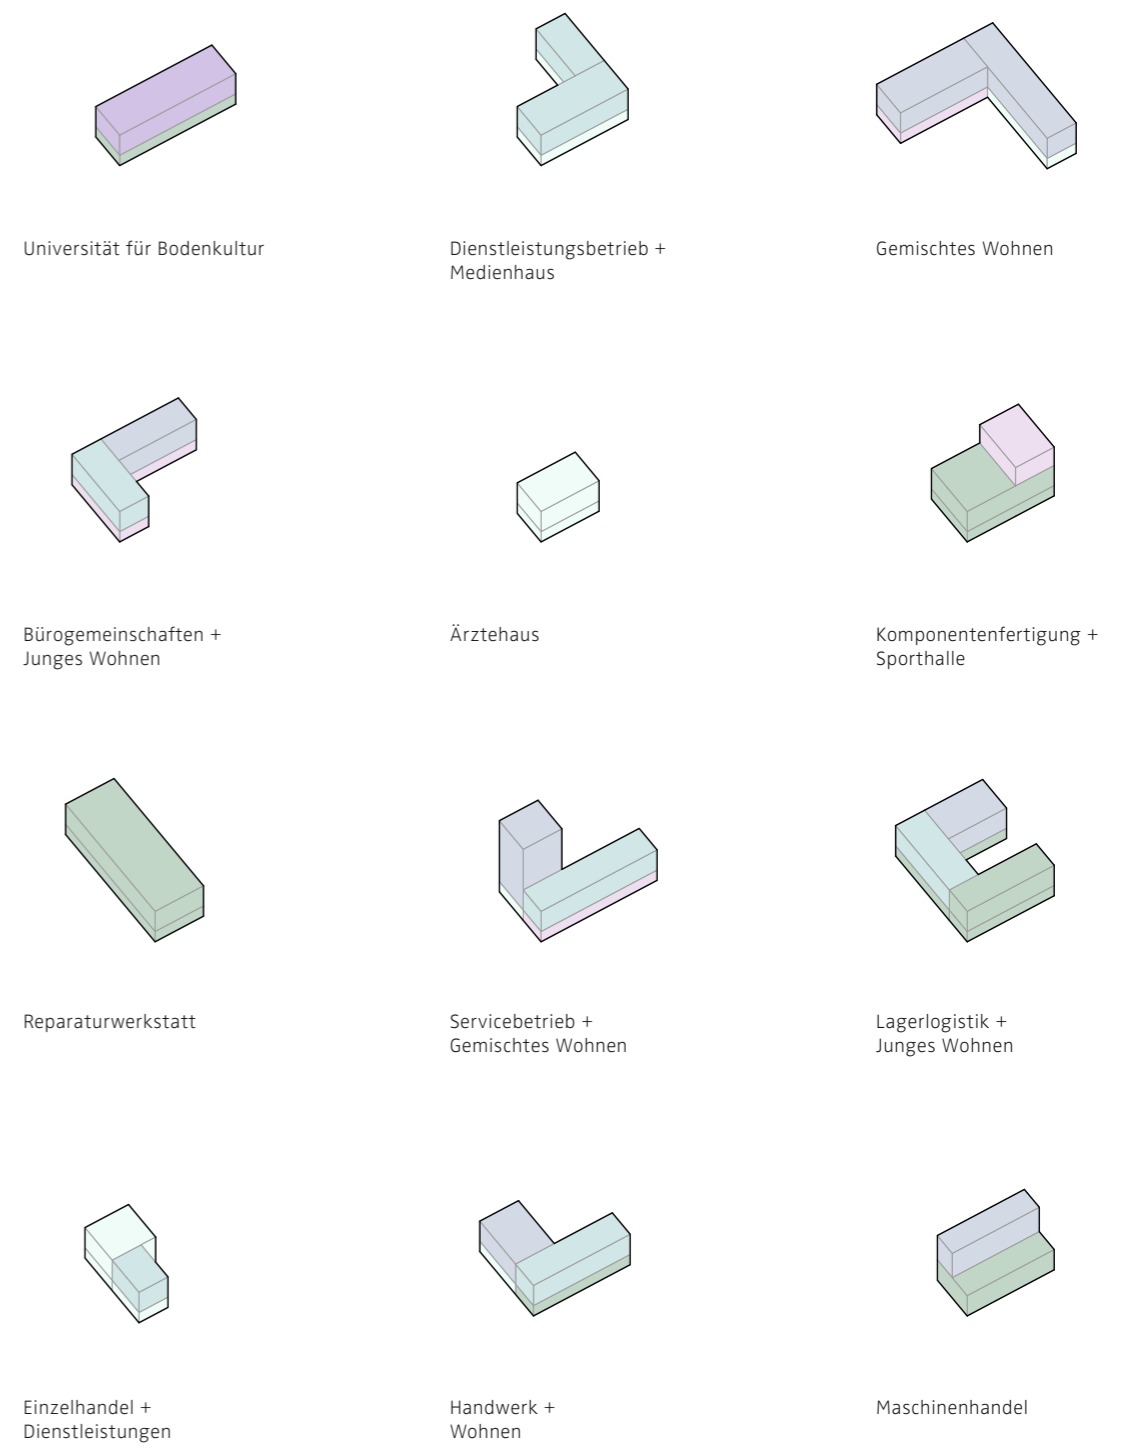 Universität für Bodenkultur
Dienstleistungsbetrieb +
Medienhaus
Gemischtes Wohnen
Bürogemeinschaften +
Junges Wohnen
Ärztehaus
Komponentenfertigung +
Sporthalle
Reparaturwerkstatt
Servicebetrieb +
Gemischtes Wohnen
Lagerlogistik +
Junges Wohnen
Einzelhandel +
Dienstleistungen
Handwerk +
Wohnen
Maschinenhandel